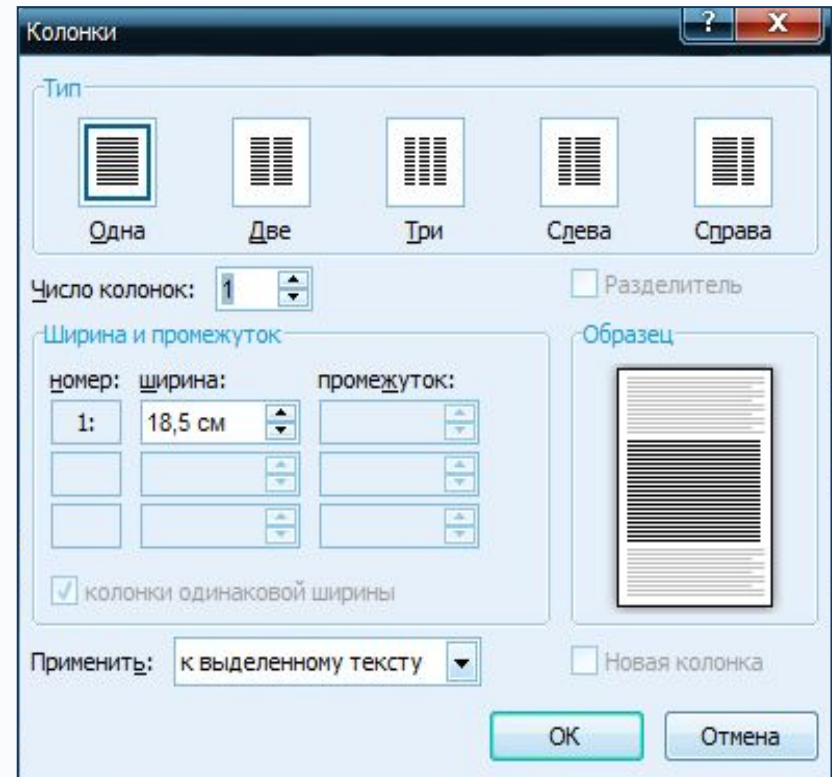 Колонки
Тип
Одна Две Три Слева Справа
Число колонок: 1 Разделитель
Ширина и промежуток
Образец
номер: ширина: промежуток:
1: 18,5 см
колонки одинаковой ширины
Применить: к выделенному тексту Новая колонка
ОК Отмена